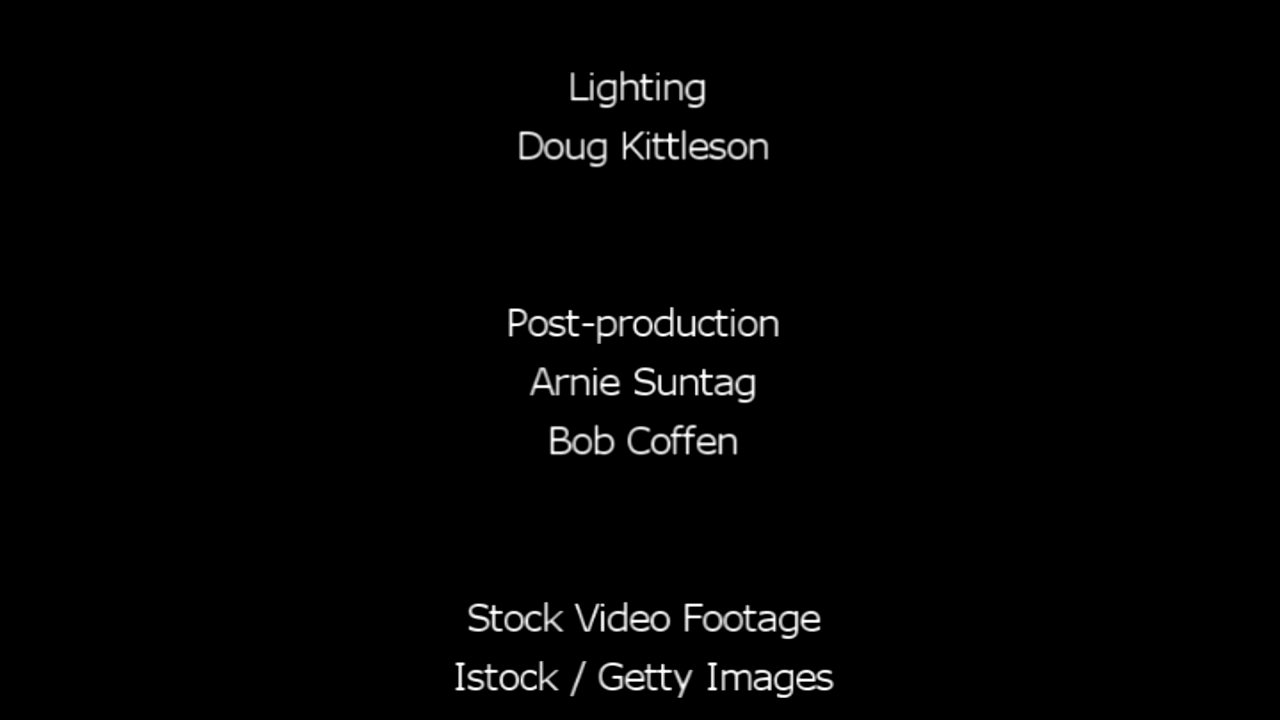 Lighting
Doug Kittleson
Post-production
Arnie Suntag
Bob Coffen
Stock Video Footage
Istock / Getty Images